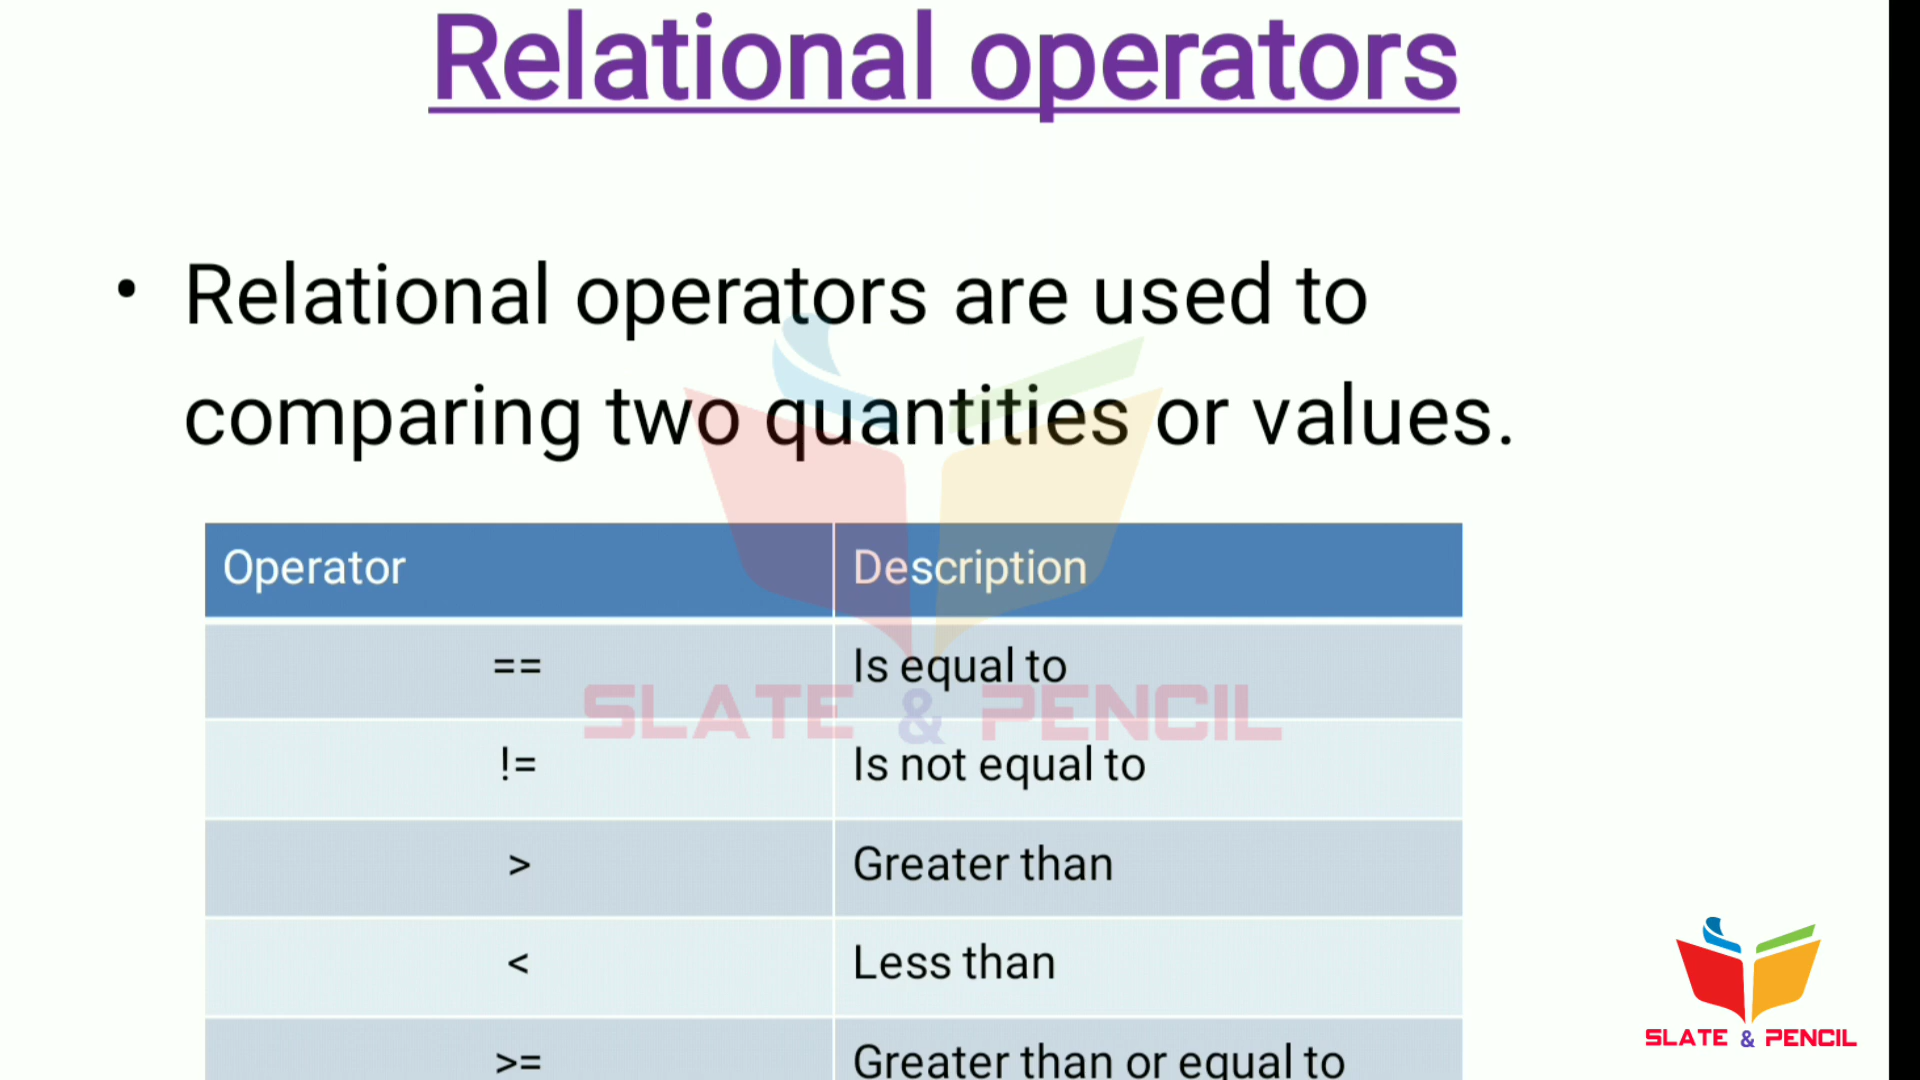 Relational operators
• Relational operators are used to
comparing two quantities or values.
Operator Description
== Is equal to
SLATE & PENCIL
!= Is not equal to
> Greater than
< Less than
>= Greater than or equal to
SLATE & PENCIL